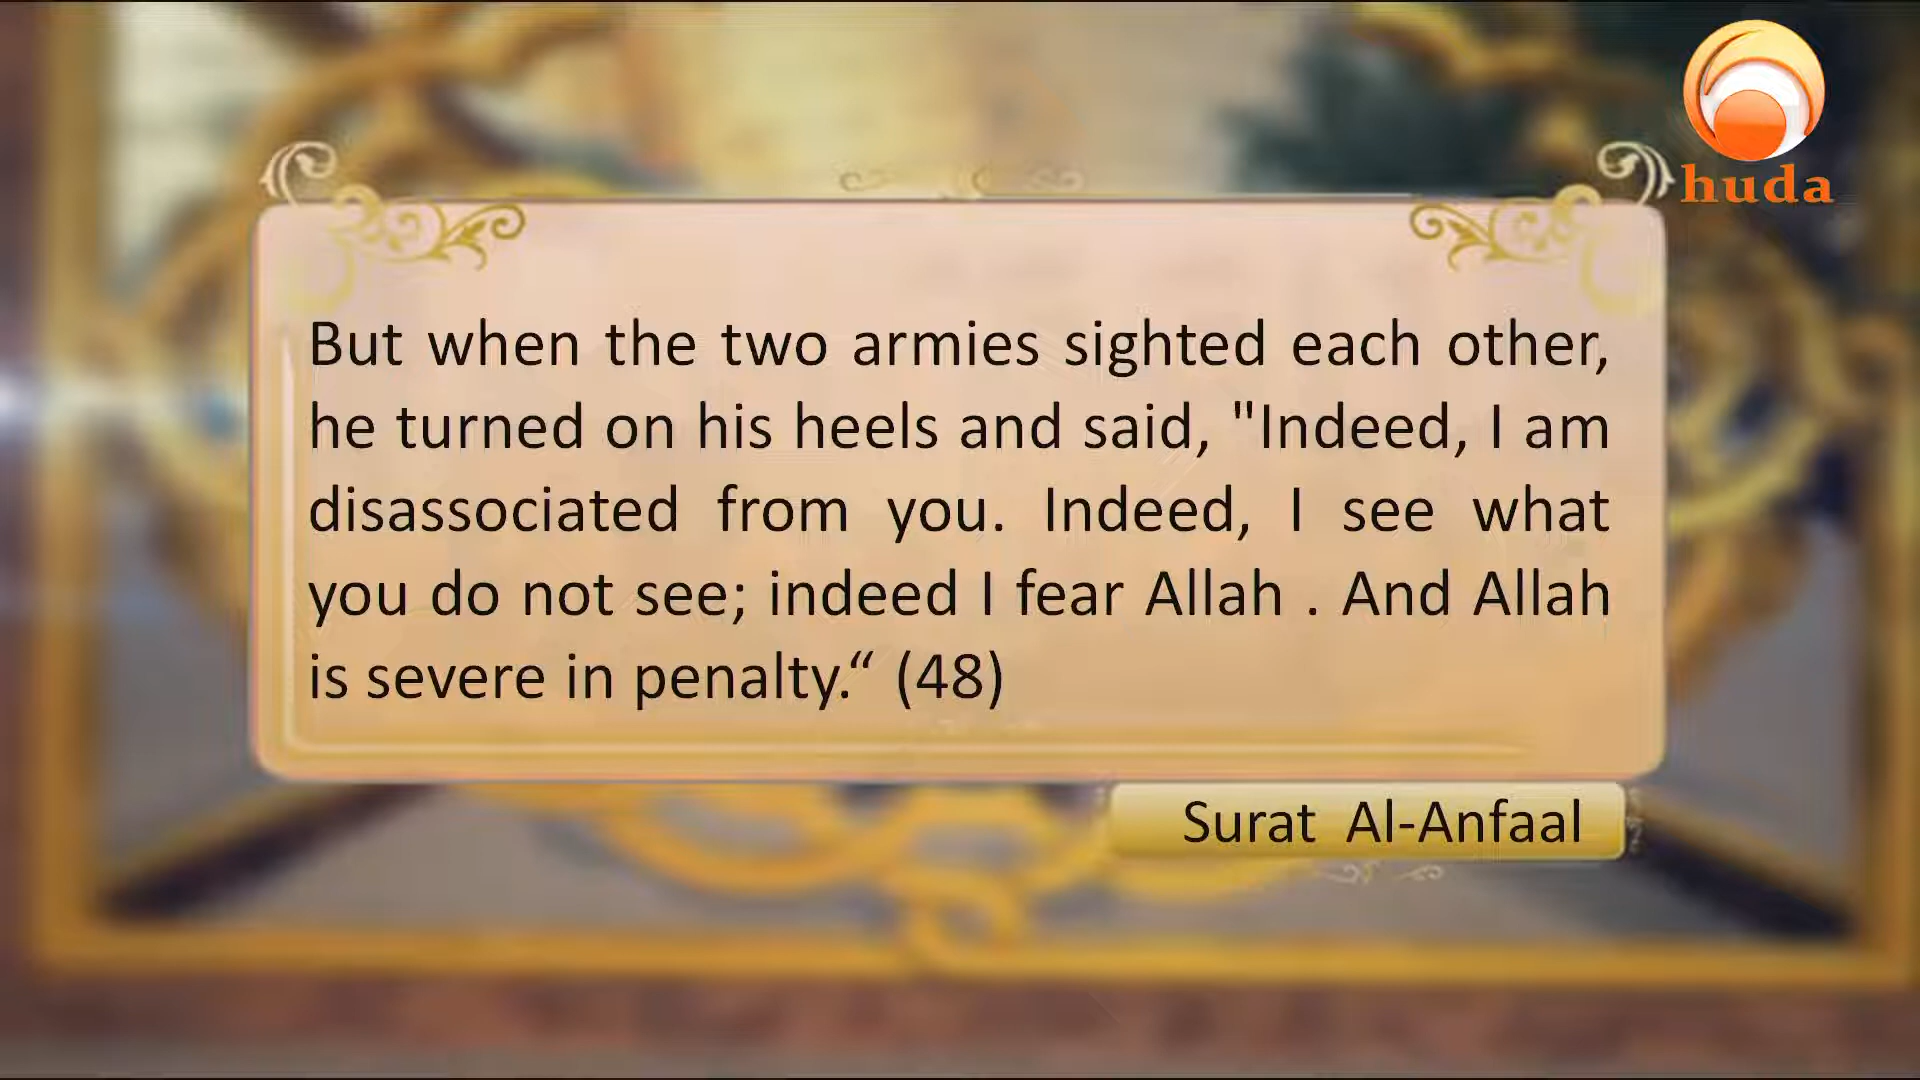 huda
But when the two armies sighted each other,
he turned on his heels and said, "Indeed, I am
disassociated from you. Indeed, I see what
you do not see; indeed I fear Allah . And Allah
is severe in penalty.“ (48)
Surat Al-Anfaal